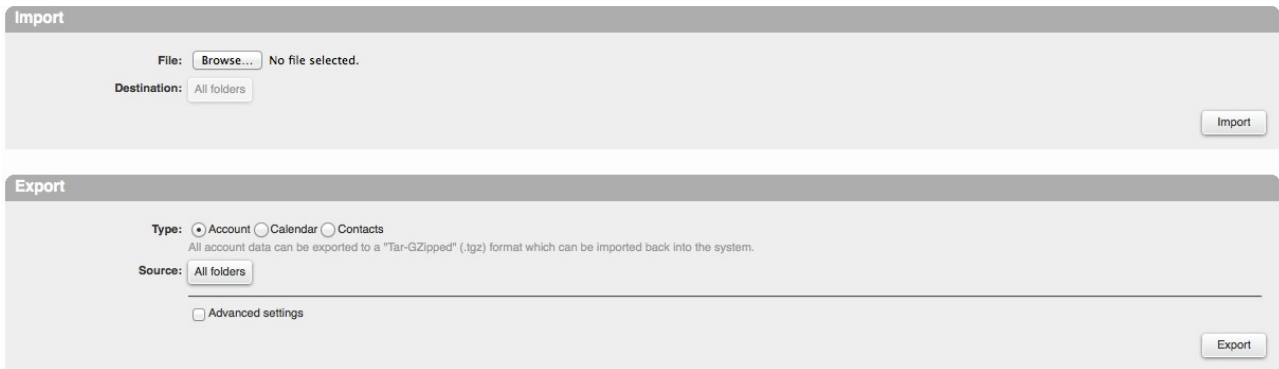 Import
File: Browse... No file selected.
Destination: All folders
Import
Export
Type: Account Calendar Contacts
All account data can be exported to a "Tar-GZipped" (.tgz) format which can be imported back into the system.
Source: All folders
Advanced settings
Export